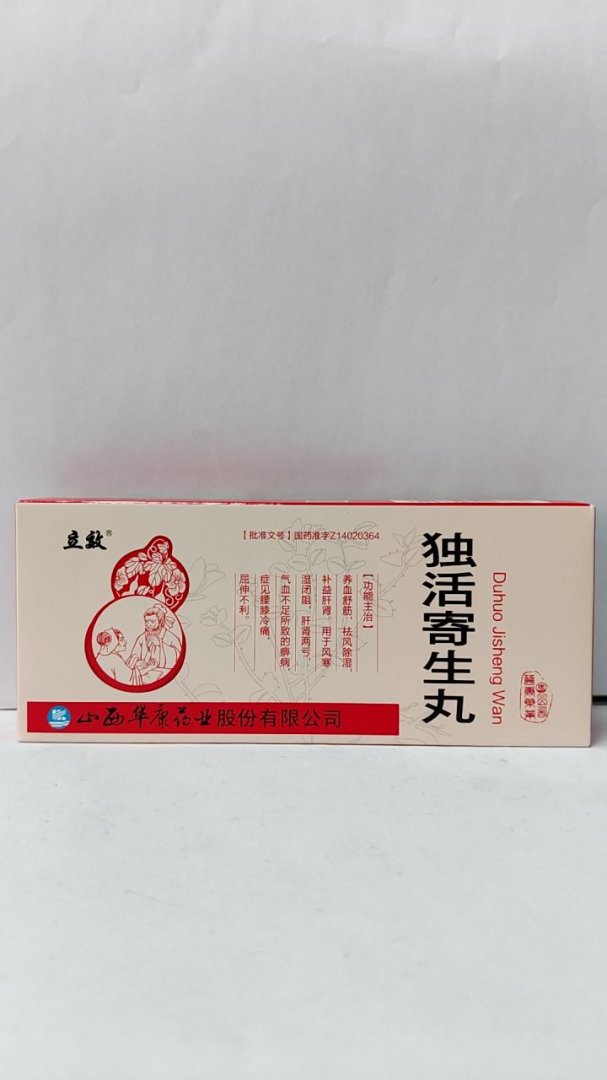 立效®
【批准文号】国药准字Z14020364
独活寄生丸
Duhuo Jisheng Wan
【功能主治】
养血舒筋，祛风除湿，
补益肝肾。用于风寒
湿闭阻，肝肾两亏，
气血不足所致的痹病，
症见腰膝冷痛，
屈伸不利。
山西华康药业股份有限公司